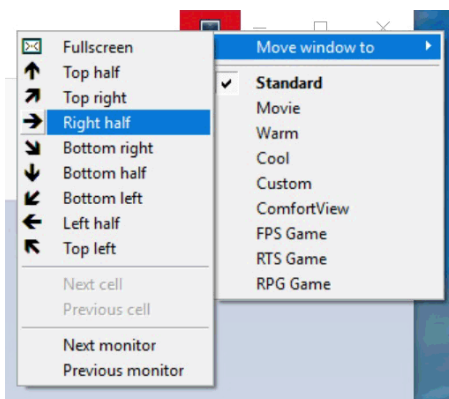 Fullscreen
Top half
Top right
Right half
Bottom right
Bottom half
Bottom left
Left half
Top left
Next cell
Previous cell
Next monitor
Previous monitor
Move window to
Standard
Movie
Warm
Cool
Custom
ComfortView
FPS Game
RTS Game
RPG Game